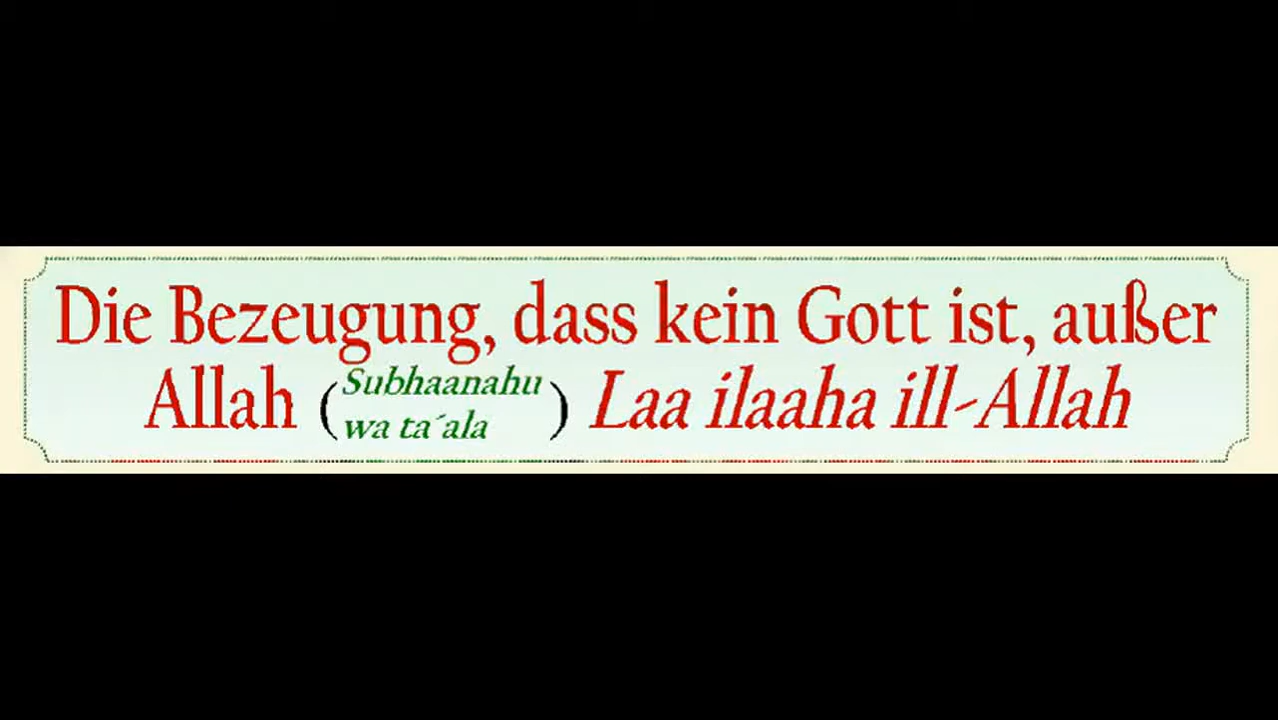 Die Bezeugung, dass kein Gott ist, außer
Allah (Subhaanahu wa ta´ala) Laa ilaaha ill-Allah